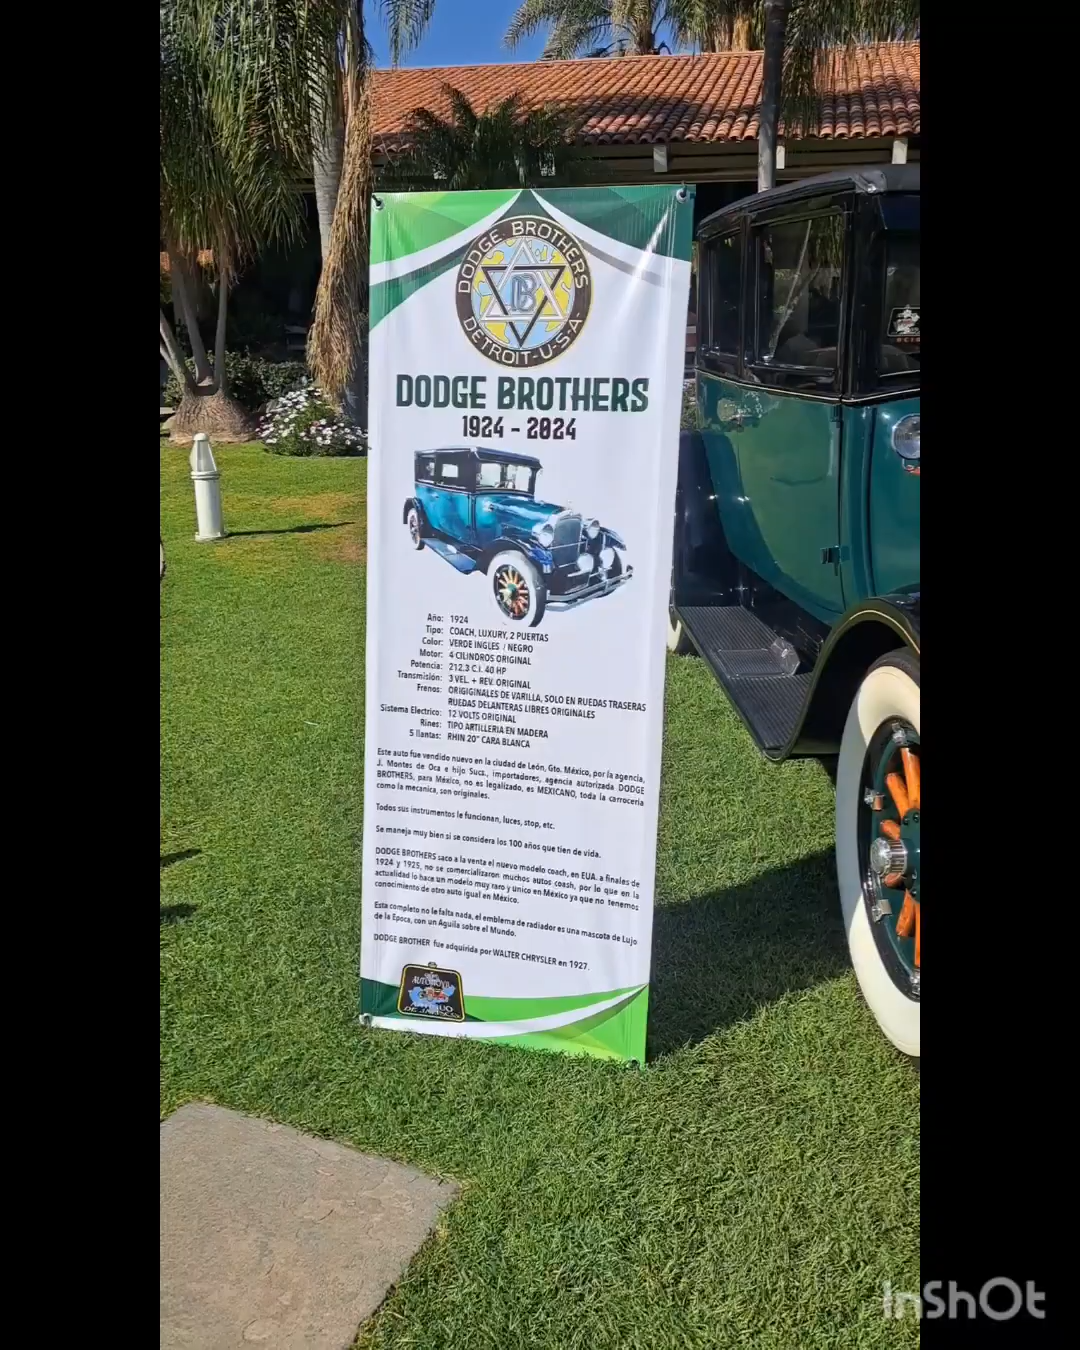 DODGE BROTHERS
DB
DETROIT-U-S-A-
DODGE BROTHERS
1924 - 2024
Año: 1924
Tipo: COACH, LUXURY, 2 PUERTAS
Color: VERDE INGLES / NEGRO
Motor: 4 CILINDROS ORIGINAL
Potencia: 212.3 C.I. 40 HP
Transmisión: 3 VEL. + REV. ORIGINAL
Frenos: ORIGIGINALES DE VARILLA, SOLO EN RUEDAS TRASERAS
RUEDAS DELANTERAS LIBRES ORIGINALES
Sistema Electrico: 12 VOLTS ORIGINAL
Rines: TIPO ARTILLERIA EN MADERA
5 llantas: RHIN 20" CARA BLANCA
Este auto fue vendido nuevo en la ciudad de León, Gto. México, por la agencia,
J. Montes de Oca e hijo Sucs., importadores, agencia autorizada DODGE
BROTHERS, para México, no es legalizado, es MEXICANO, toda la carroceria
como la mecanica, son originales.
Todos sus instrumentos le funcionan, luces, stop, etc.
Se maneja muy bien si se considera los 100 años que tien de vida.
DODGE BROTHERS saco a la venta el nuevo modelo coach, en EUA. a finales de
1924 y 1925, no se comercializaron muchos autos coash, por lo que en la
actualidad lo hace un modelo muy raro y unico en México ya que no tenemos
conocimiento de otro auto igual en México.
Esta completo no le falta nada, el emblema de radiador es una mascota de Lujo
de la Epoca, con un Aguila sobre el Mundo.
DODGE BROTHER fue adquirida por WALTER CHRYSLER en 1927.
InShOt